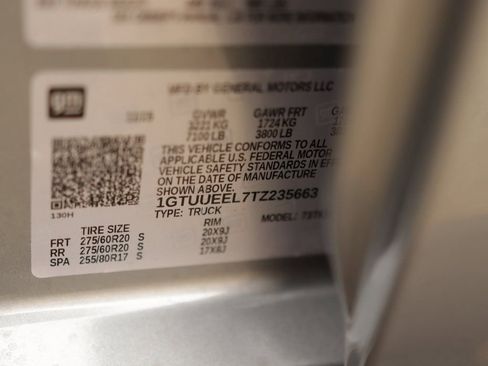 gm
MFD BY GENERAL MOTORS LLC
GVWR GAWR FRT
3221 KG 1724 KG
7100 LB 3800 LB
THIS VEHICLE CONFORMS TO ALL
APPLICABLE U.S. FEDERAL MOTOR
VEHICLE SAFETY STANDARDS IN
ON THE DATE OF MANUFACTURE
SHOWN ABOVE.
1GTUUEEL7TZ235663
TYPE: TRUCK MODEL:
130H
TIRE SIZE RIM
FRT 275/60R20 S 20X9J
RR 275/60R20 S 20X9J
SPA 255/80R17 S 17X8J